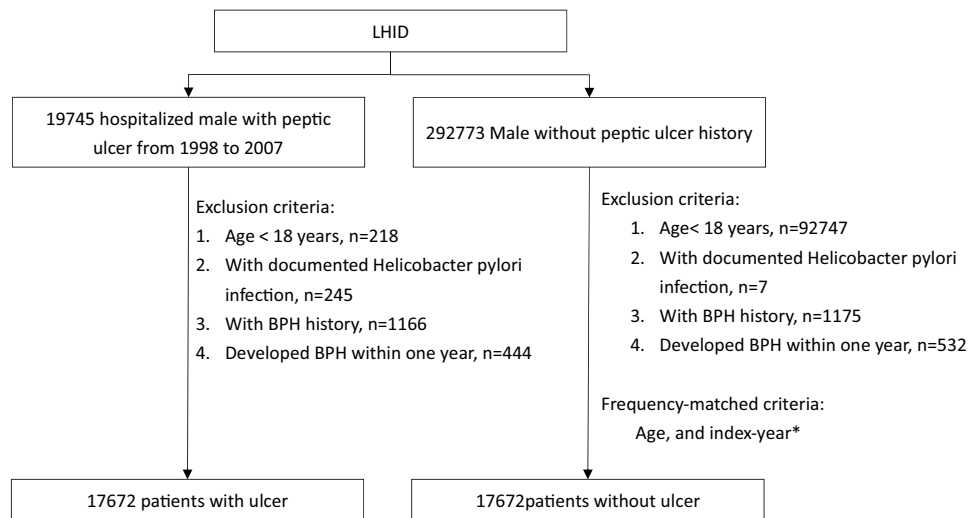 LHID
19745 hospitalized male with peptic
ulcer from 1998 to 2007
292773 Male without peptic ulcer history
Exclusion criteria:
1. Age < 18 years, n=218
2. With documented Helicobacter pylori
infection, n=245
3. With BPH history, n=1166
4. Developed BPH within one year, n=444
Exclusion criteria:
1. Age< 18 years, n=92747
2. With documented Helicobacter pylori
infection, n=7
3. With BPH history, n=1175
4. Developed BPH within one year, n=532
Frequency-matched criteria:
Age, and index-year*
17672 patients with ulcer
17672patients without ulcer